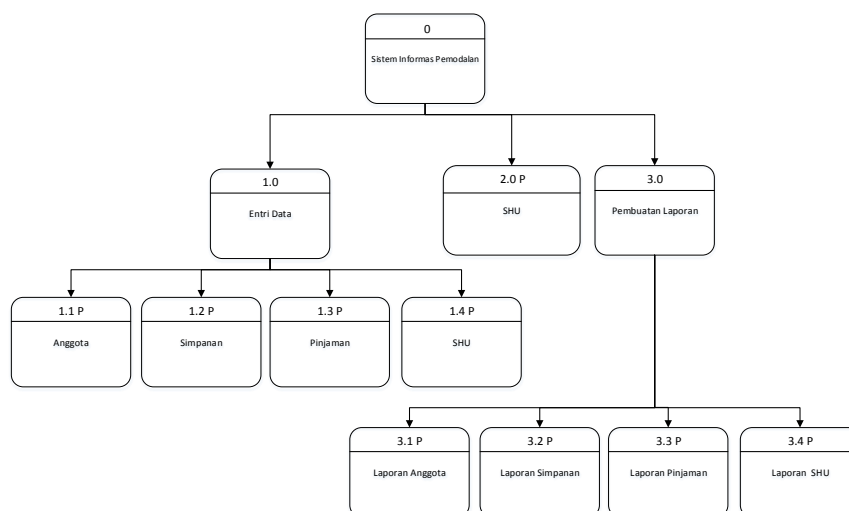 0
Sistem Informas Pemodalan
1.0
Entri Data
2.0 P
SHU
3.0
Pembuatan Laporan
1.1 P
Anggota
1.2 P
Simpanan
1.3 P
Pinjaman
1.4 P
SHU
3.1 P
Laporan Anggota
3.2 P
Laporan Simpanan
3.3 P
Laporan Pinjaman
3.4 P
Laporan SHU